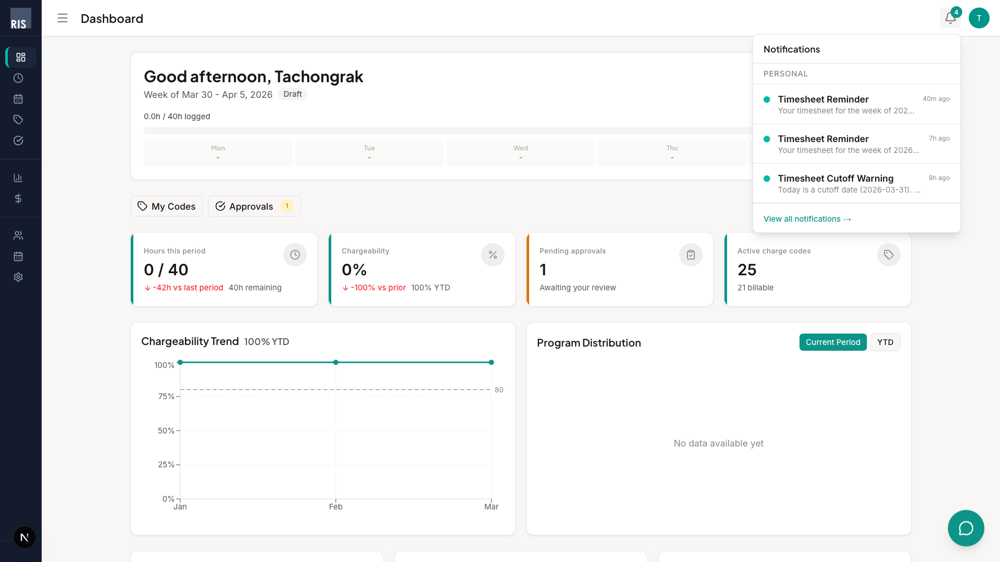 RIS
Dashboard
4
T
Notifications
PERSONAL
Timesheet Reminder
40m ago
Your timesheet for the week of 202...
Timesheet Reminder
7h ago
Your timesheet for the week of 2026...
Timesheet Cutoff Warning
9h ago
Today is a cutoff date (2026-03-31). ...
View all notifications →
Good afternoon, Tachongrak
Week of Mar 30 - Apr 5, 2026 Draft
0.0h / 40h logged
Mon Tue Wed Thu
- - - -
My Codes
Approvals 1
Hours this period
0 / 40
↓ -42h vs last period 40h remaining
Chargeability
0%
↓ -100% vs prior 100% YTD
Pending approvals
1
Awaiting your review
Active charge codes
25
21 billable
Chargeability Trend 100% YTD
100%
80
75%
50%
25%
0%
Jan Feb Mar
Program Distribution
Current Period YTD
No data available yet
N